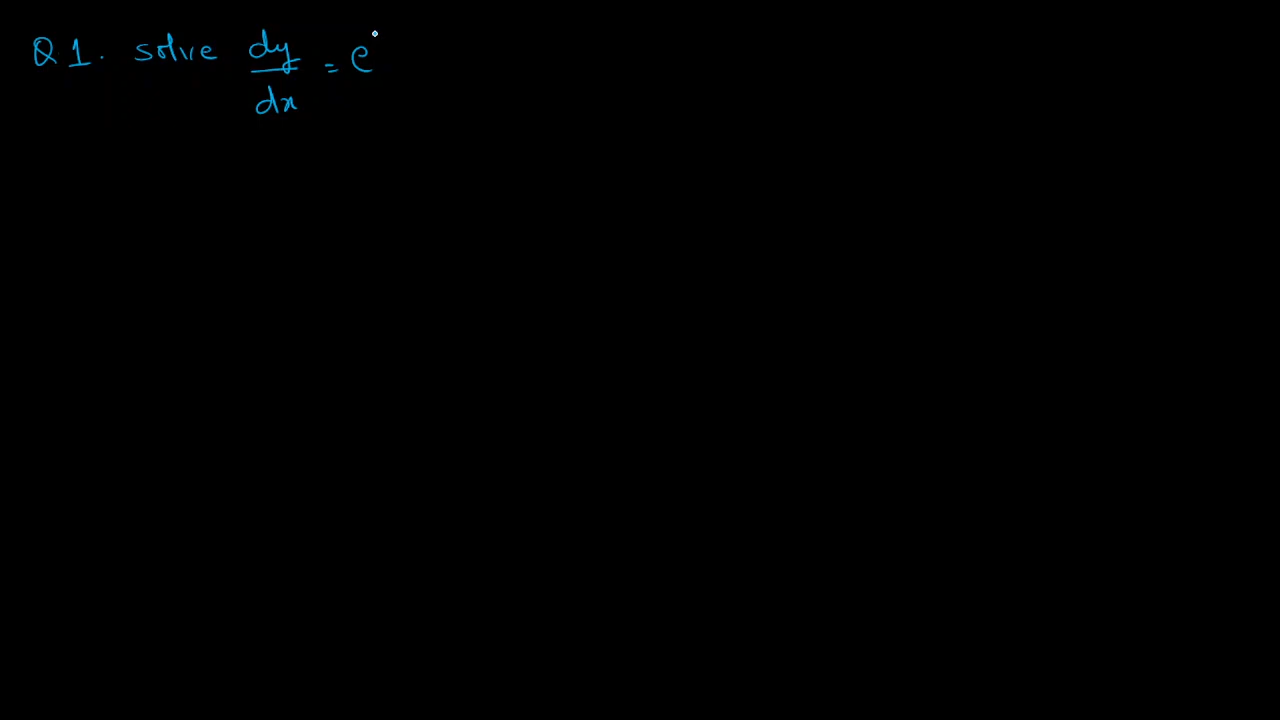 Q 1. solve dy/dx = e